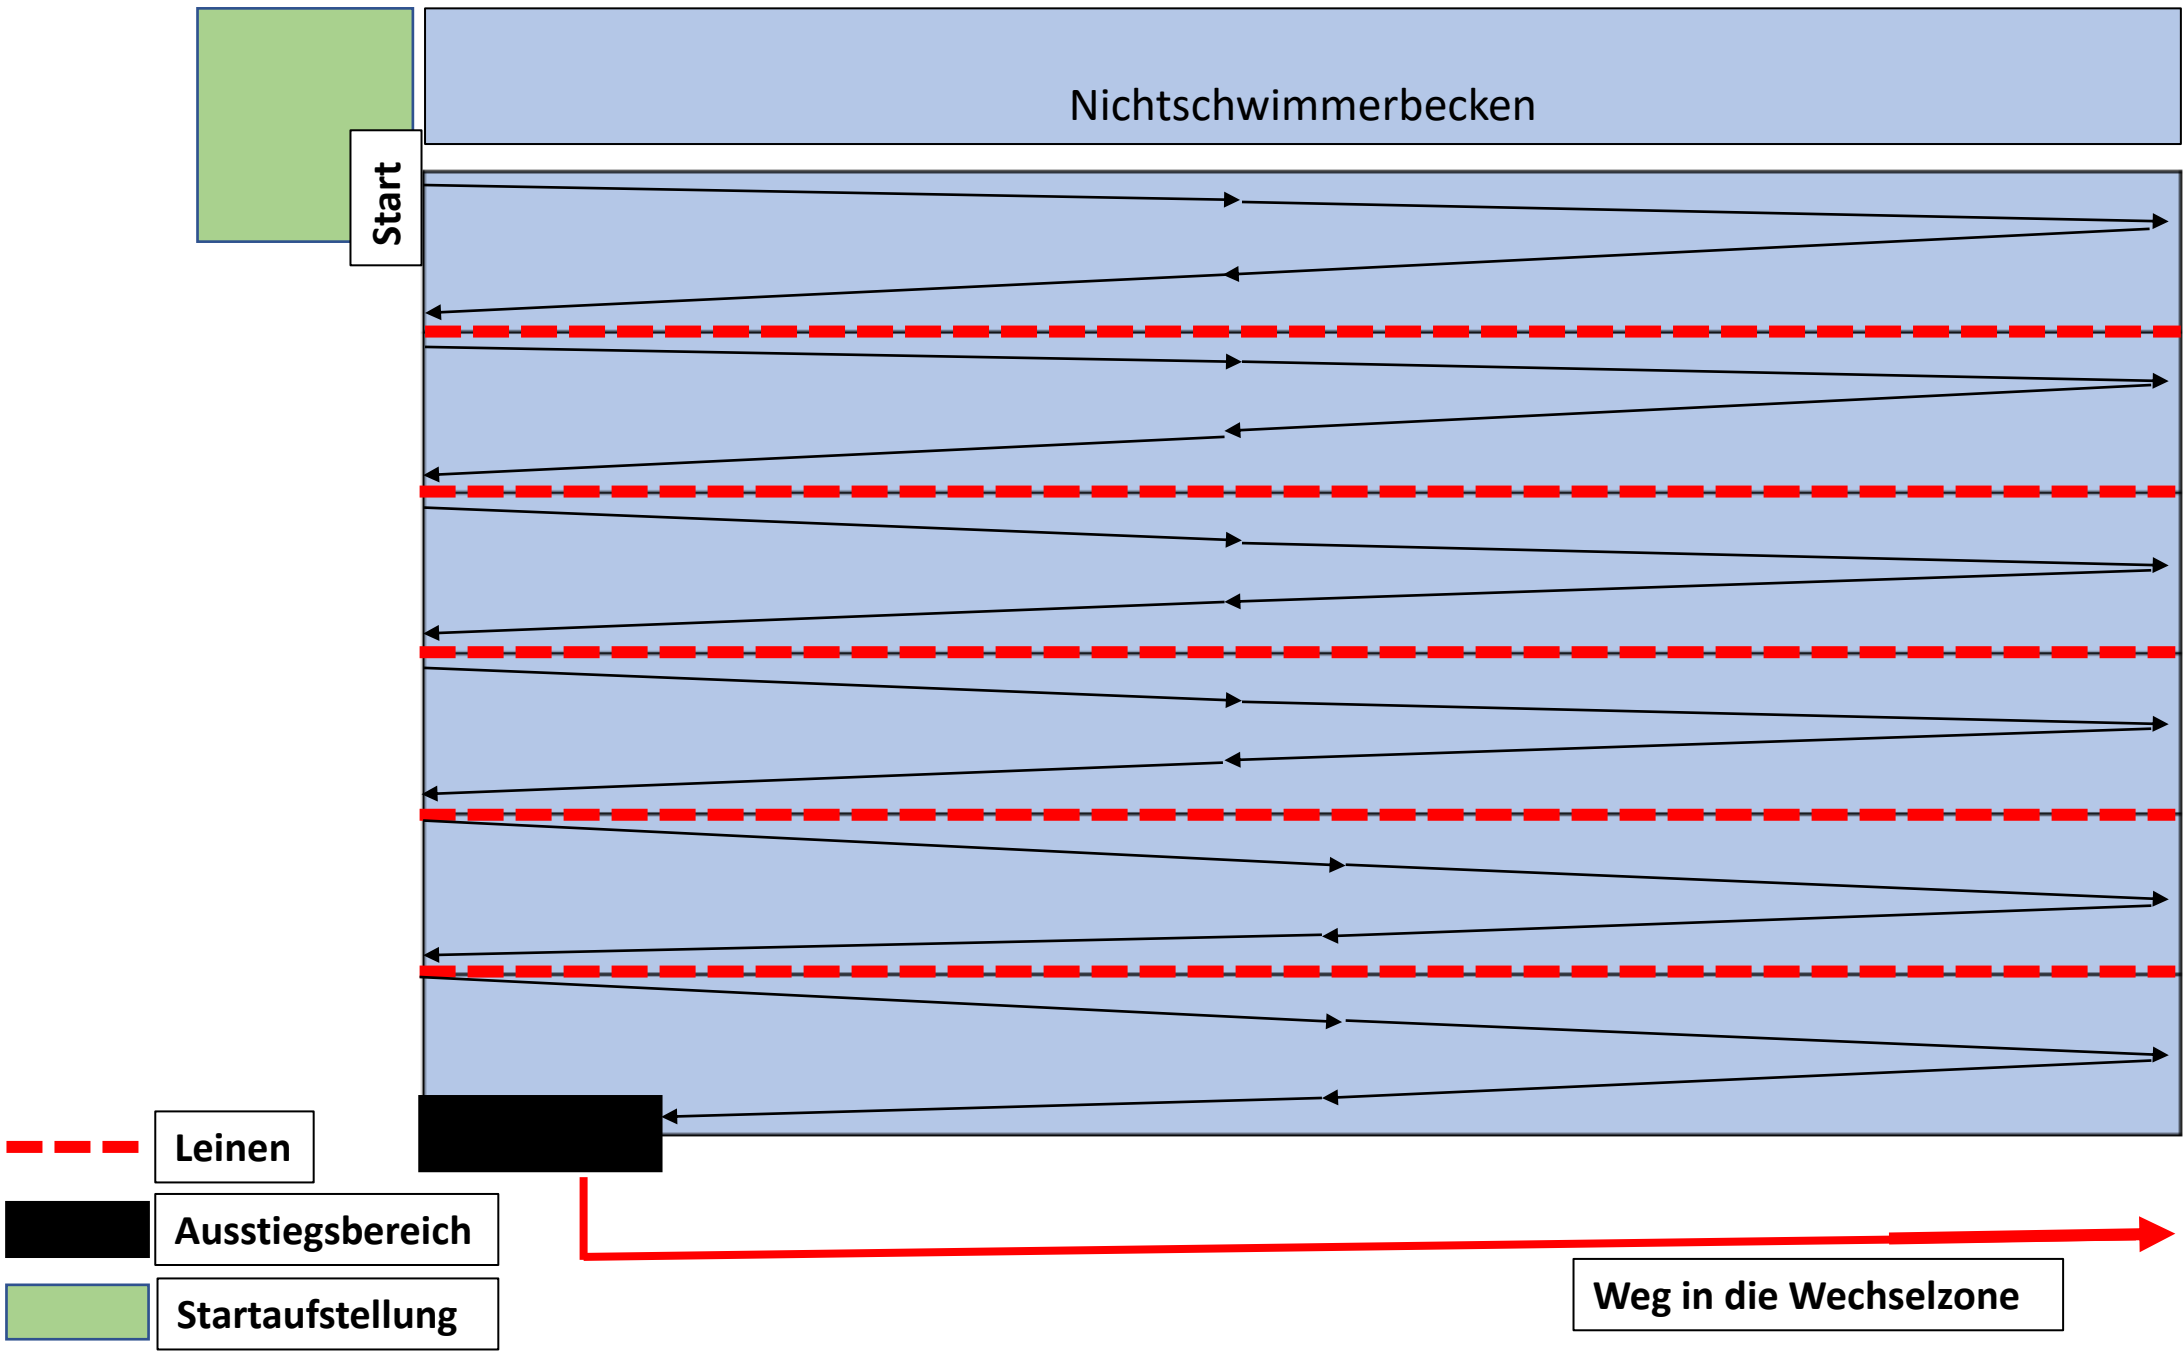 Nichtschwimmerbecken
Start
Leinen
Ausstiegsbereich
Startaufstellung
Weg in die Wechselzone